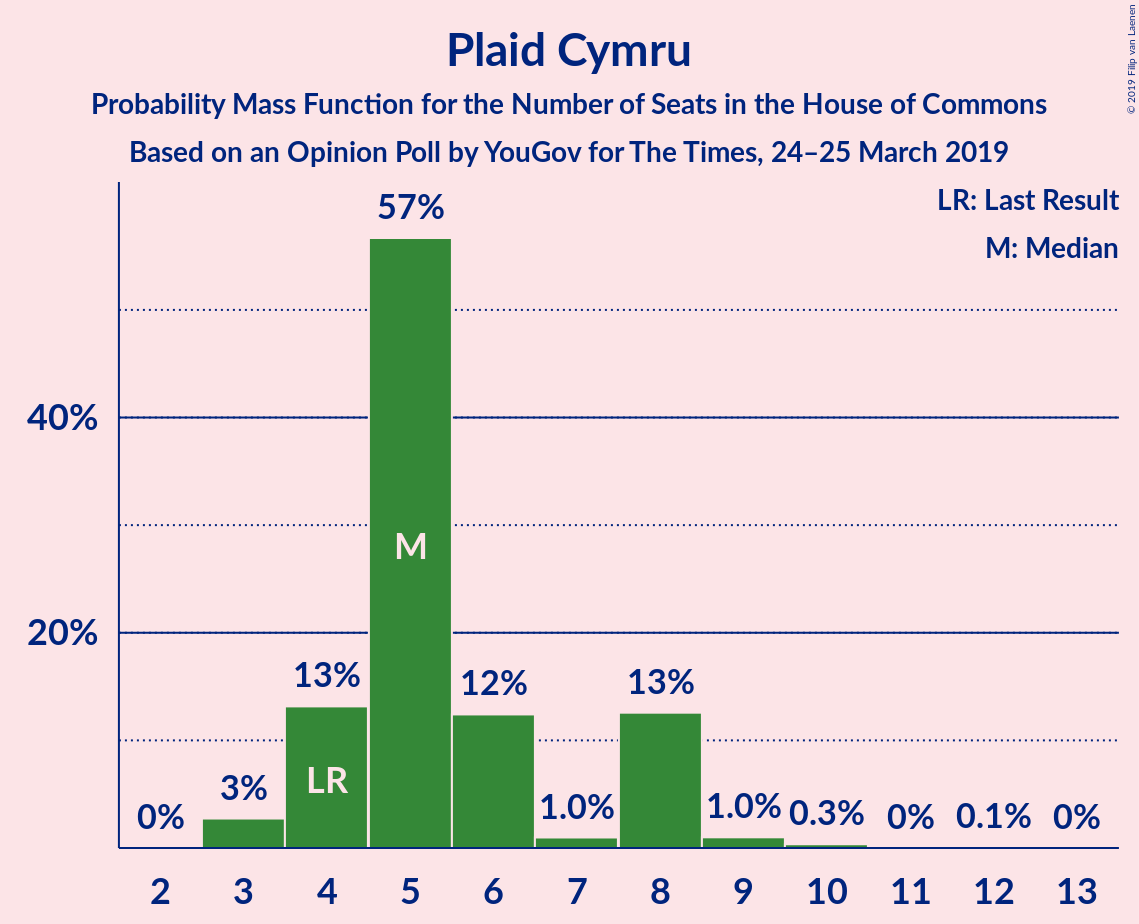 Plaid Cymru
Probability Mass Function for the Number of Seats in the House of Commons
Based on an Opinion Poll by YouGov for The Times, 24–25 March 2019
© 2019 Filip van Laenen
LR: Last Result
M: Median
57%
40%
M
20%
13%
12%
13%
LR
0%
3%
1.0%
1.0%
0.3%
0%
0.1%
0%
2 3 4 5 6 7 8 9 10 11 12 13